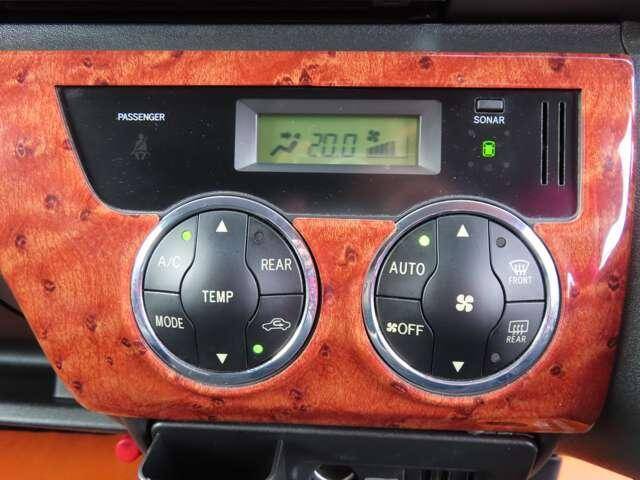 PASSENGER
20.0
SONAR
A/C
REAR
TEMP
MODE
AUTO
FRONT
OFF
REAR